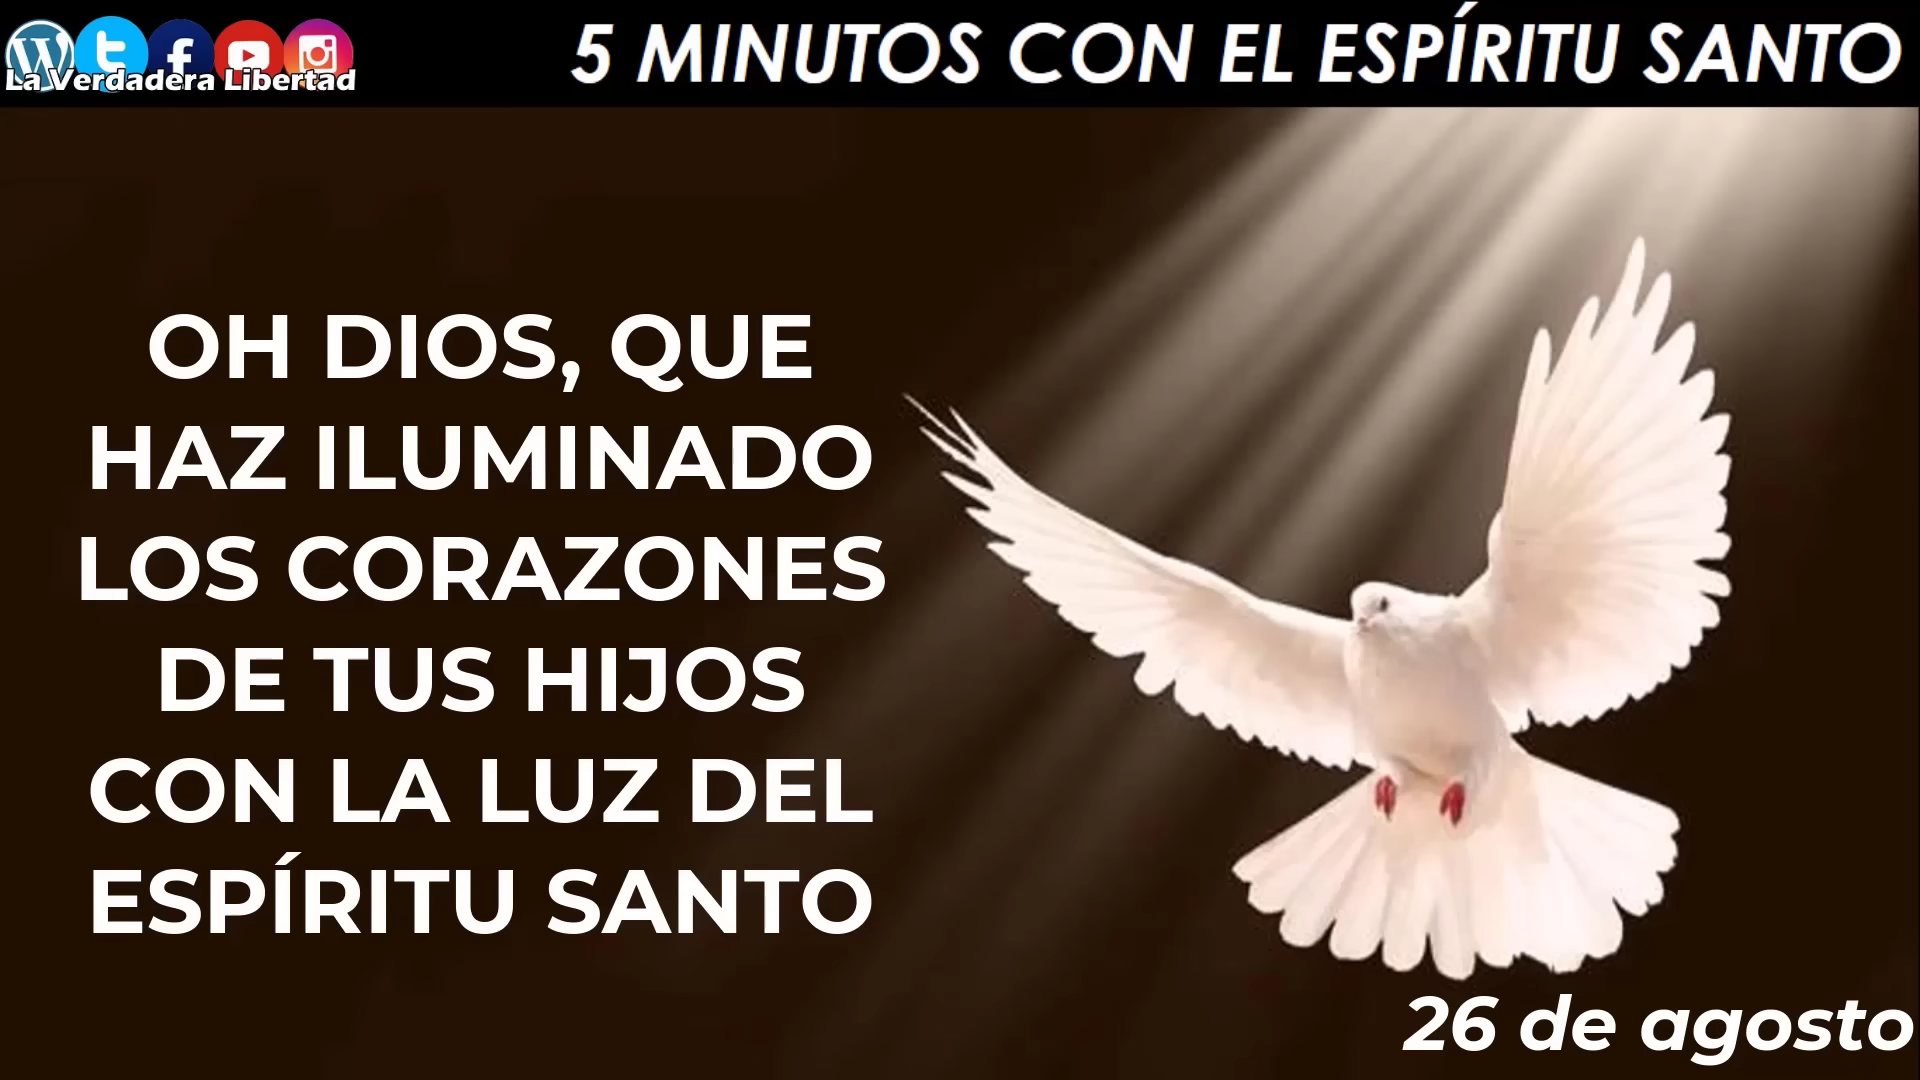 La Verdadera Libertad
5 MINUTOS CON EL ESPÍRITU SANTO
OH DIOS, QUE
HAZ ILUMINADO
LOS CORAZONES
DE TUS HIJOS
CON LA LUZ DEL
ESPÍRITU SANTO
26 de agosto